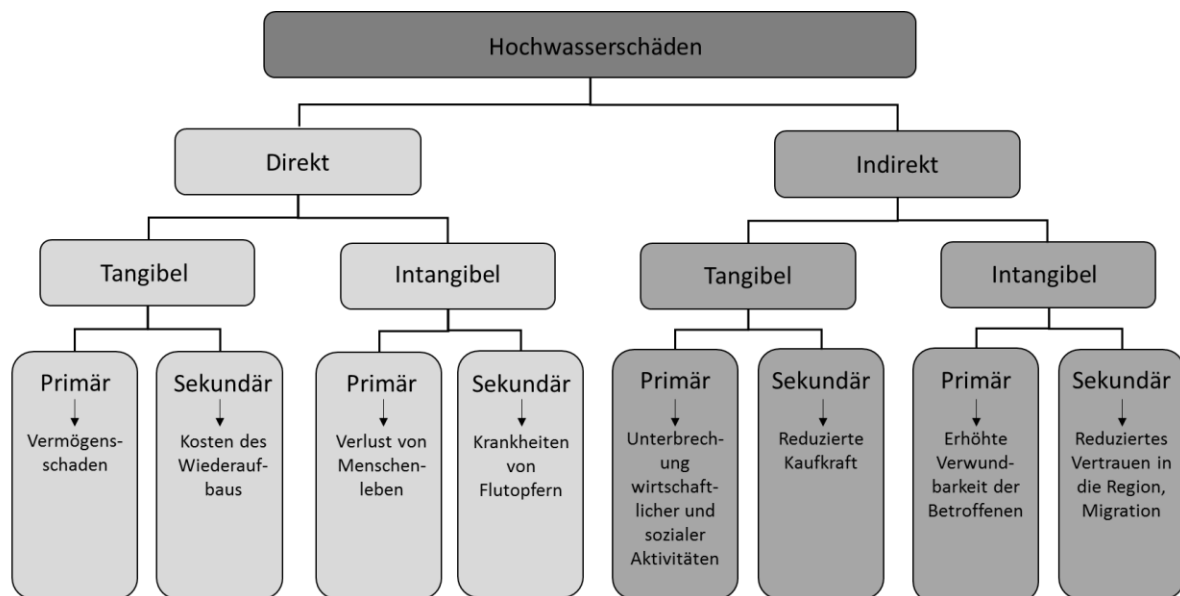 Hochwasserschäden
Direkt
Indirekt
Tangibel
Intangibel
Tangibel
Intangibel
Primär
Vermögens-
schaden
Sekundär
Kosten des
Wiederauf-
baus
Primär
Verlust von
Menschen-
leben
Sekundär
Krankheiten
von
Flutopfern
Primär
Unterbrech-
ung
wirtschaft-
licher und
sozialer
Aktivitäten
Sekundär
Reduzierte
Kaufkraft
Primär
Erhöhte
Verwund-
barkeit der
Betroffenen
Sekundär
Reduziertes
Vertrauen in
die Region,
Migration